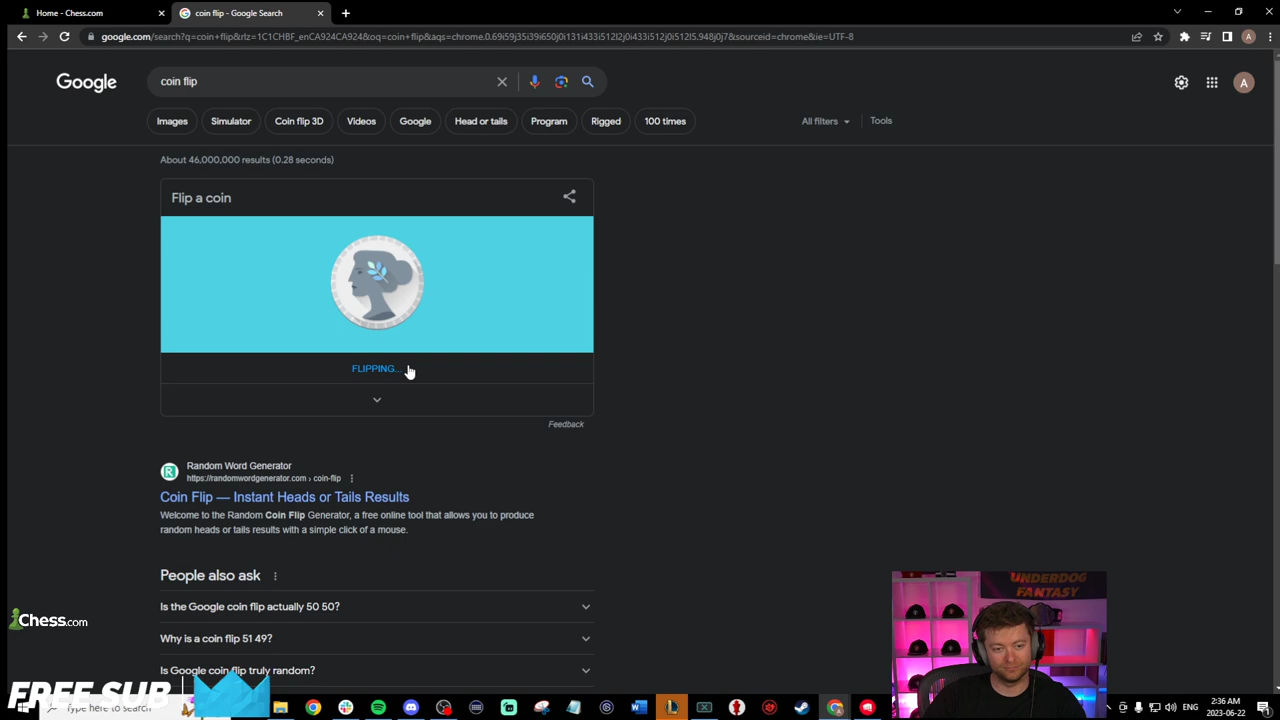 Home - Chess.com
coin flip - Google Search
google.com/search?q=coin+flip&rlz=1C1CHBF_enCA924CA924&oq=coin+flip&aqs=chrome.0.69i59j35i39i650j0i131i433i512l2j0i433i512j0i512l5.948j0j7&sourceid=chrome&ie=UTF-8
A
Google
coin flip
A
Images
Simulator
Coin flip 3D
Videos
Google
Head or tails
Program
Rigged
100 times
All filters
Tools
About 46,000,000 results (0.28 seconds)
Flip a coin
FLIPPING...
Feedback
R
Random Word Generator
https://randomwordgenerator.com › coin-flip
Coin Flip — Instant Heads or Tails Results
Welcome to the Random Coin Flip Generator, a free online tool that allows you to produce
random heads or tails results with a simple click of a mouse.
People also ask
Is the Google coin flip actually 50 50?
Why is a coin flip 51 49?
Is Google coin flip truly random?
UNDERDOG
FANTASY
Chess.com
FREE SUB
Type here to search
ENG
2:36 AM
2023-06-22